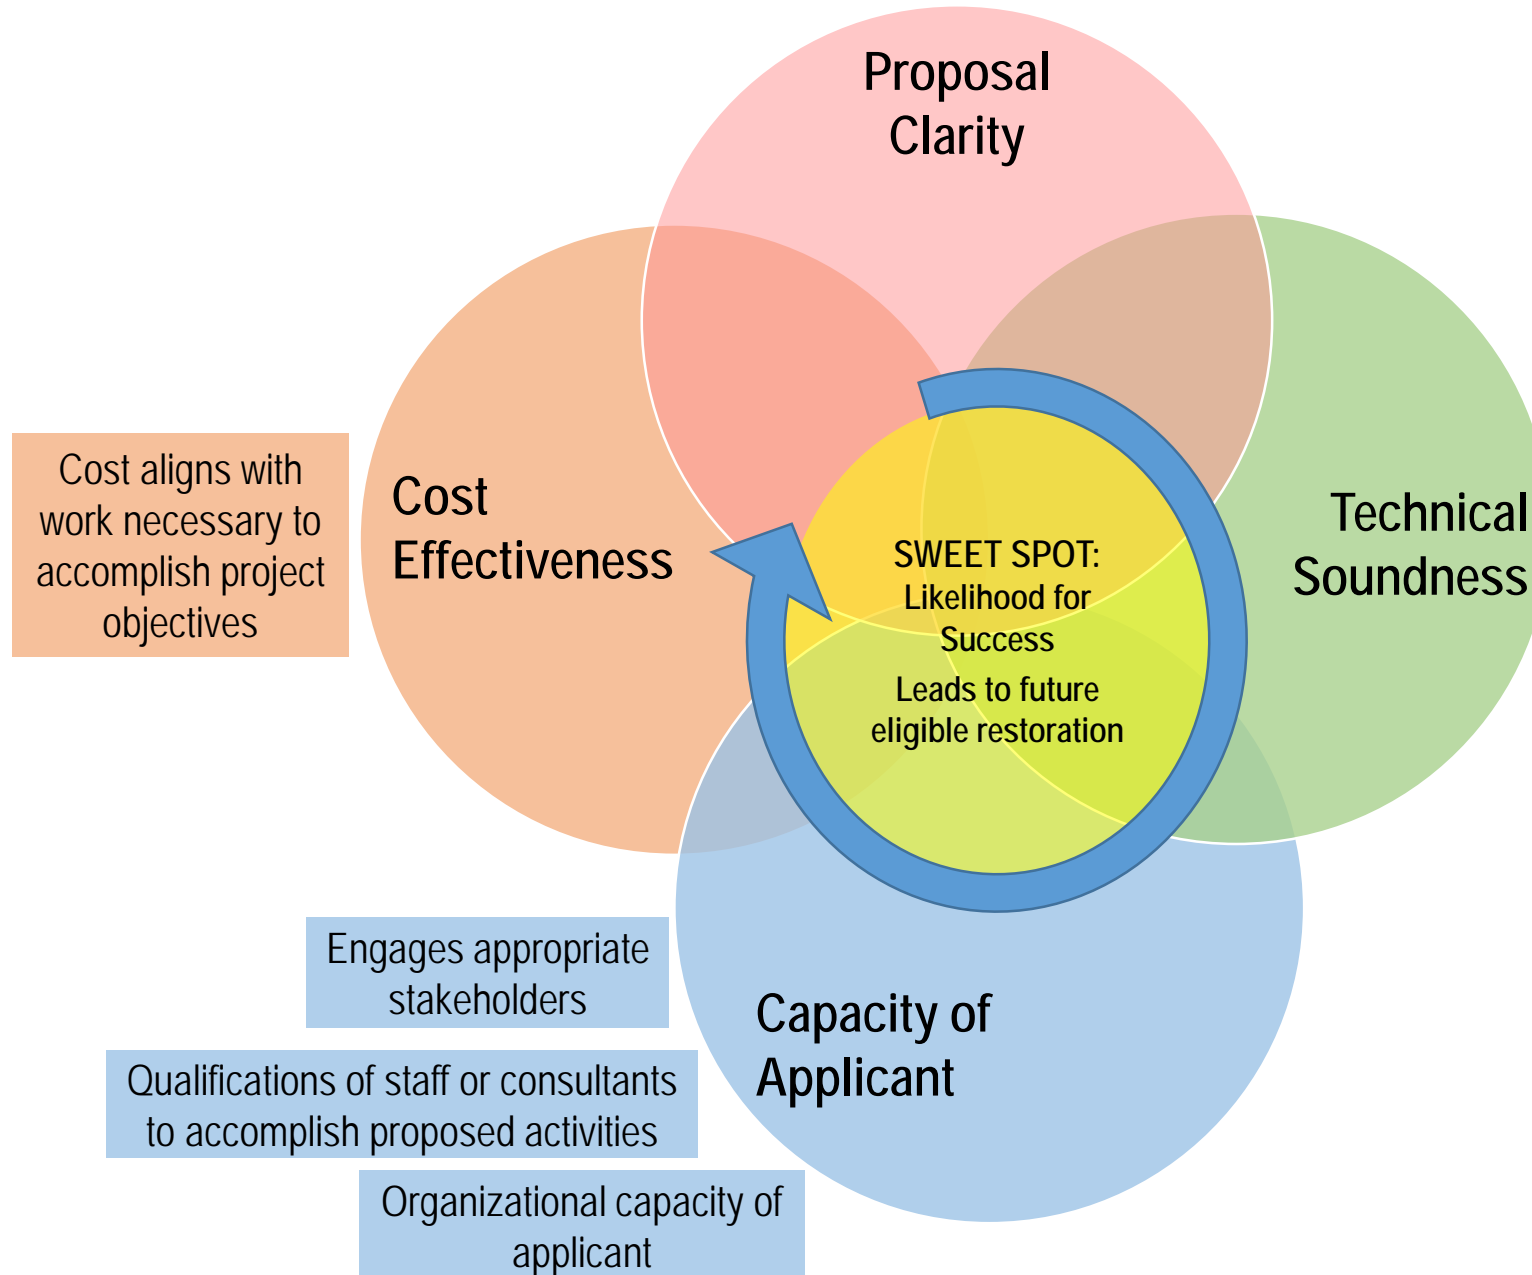 Proposal
Clarity
Cost aligns with
work necessary to
accomplish project
objectives
Cost
Effectiveness
Technical
Soundness
SWEET SPOT:
Likelihood for
Success
Leads to future
eligible restoration
Engages appropriate
stakeholders
Qualifications of staff or consultants
to accomplish proposed activities
Organizational capacity of
applicant
Capacity of
Applicant